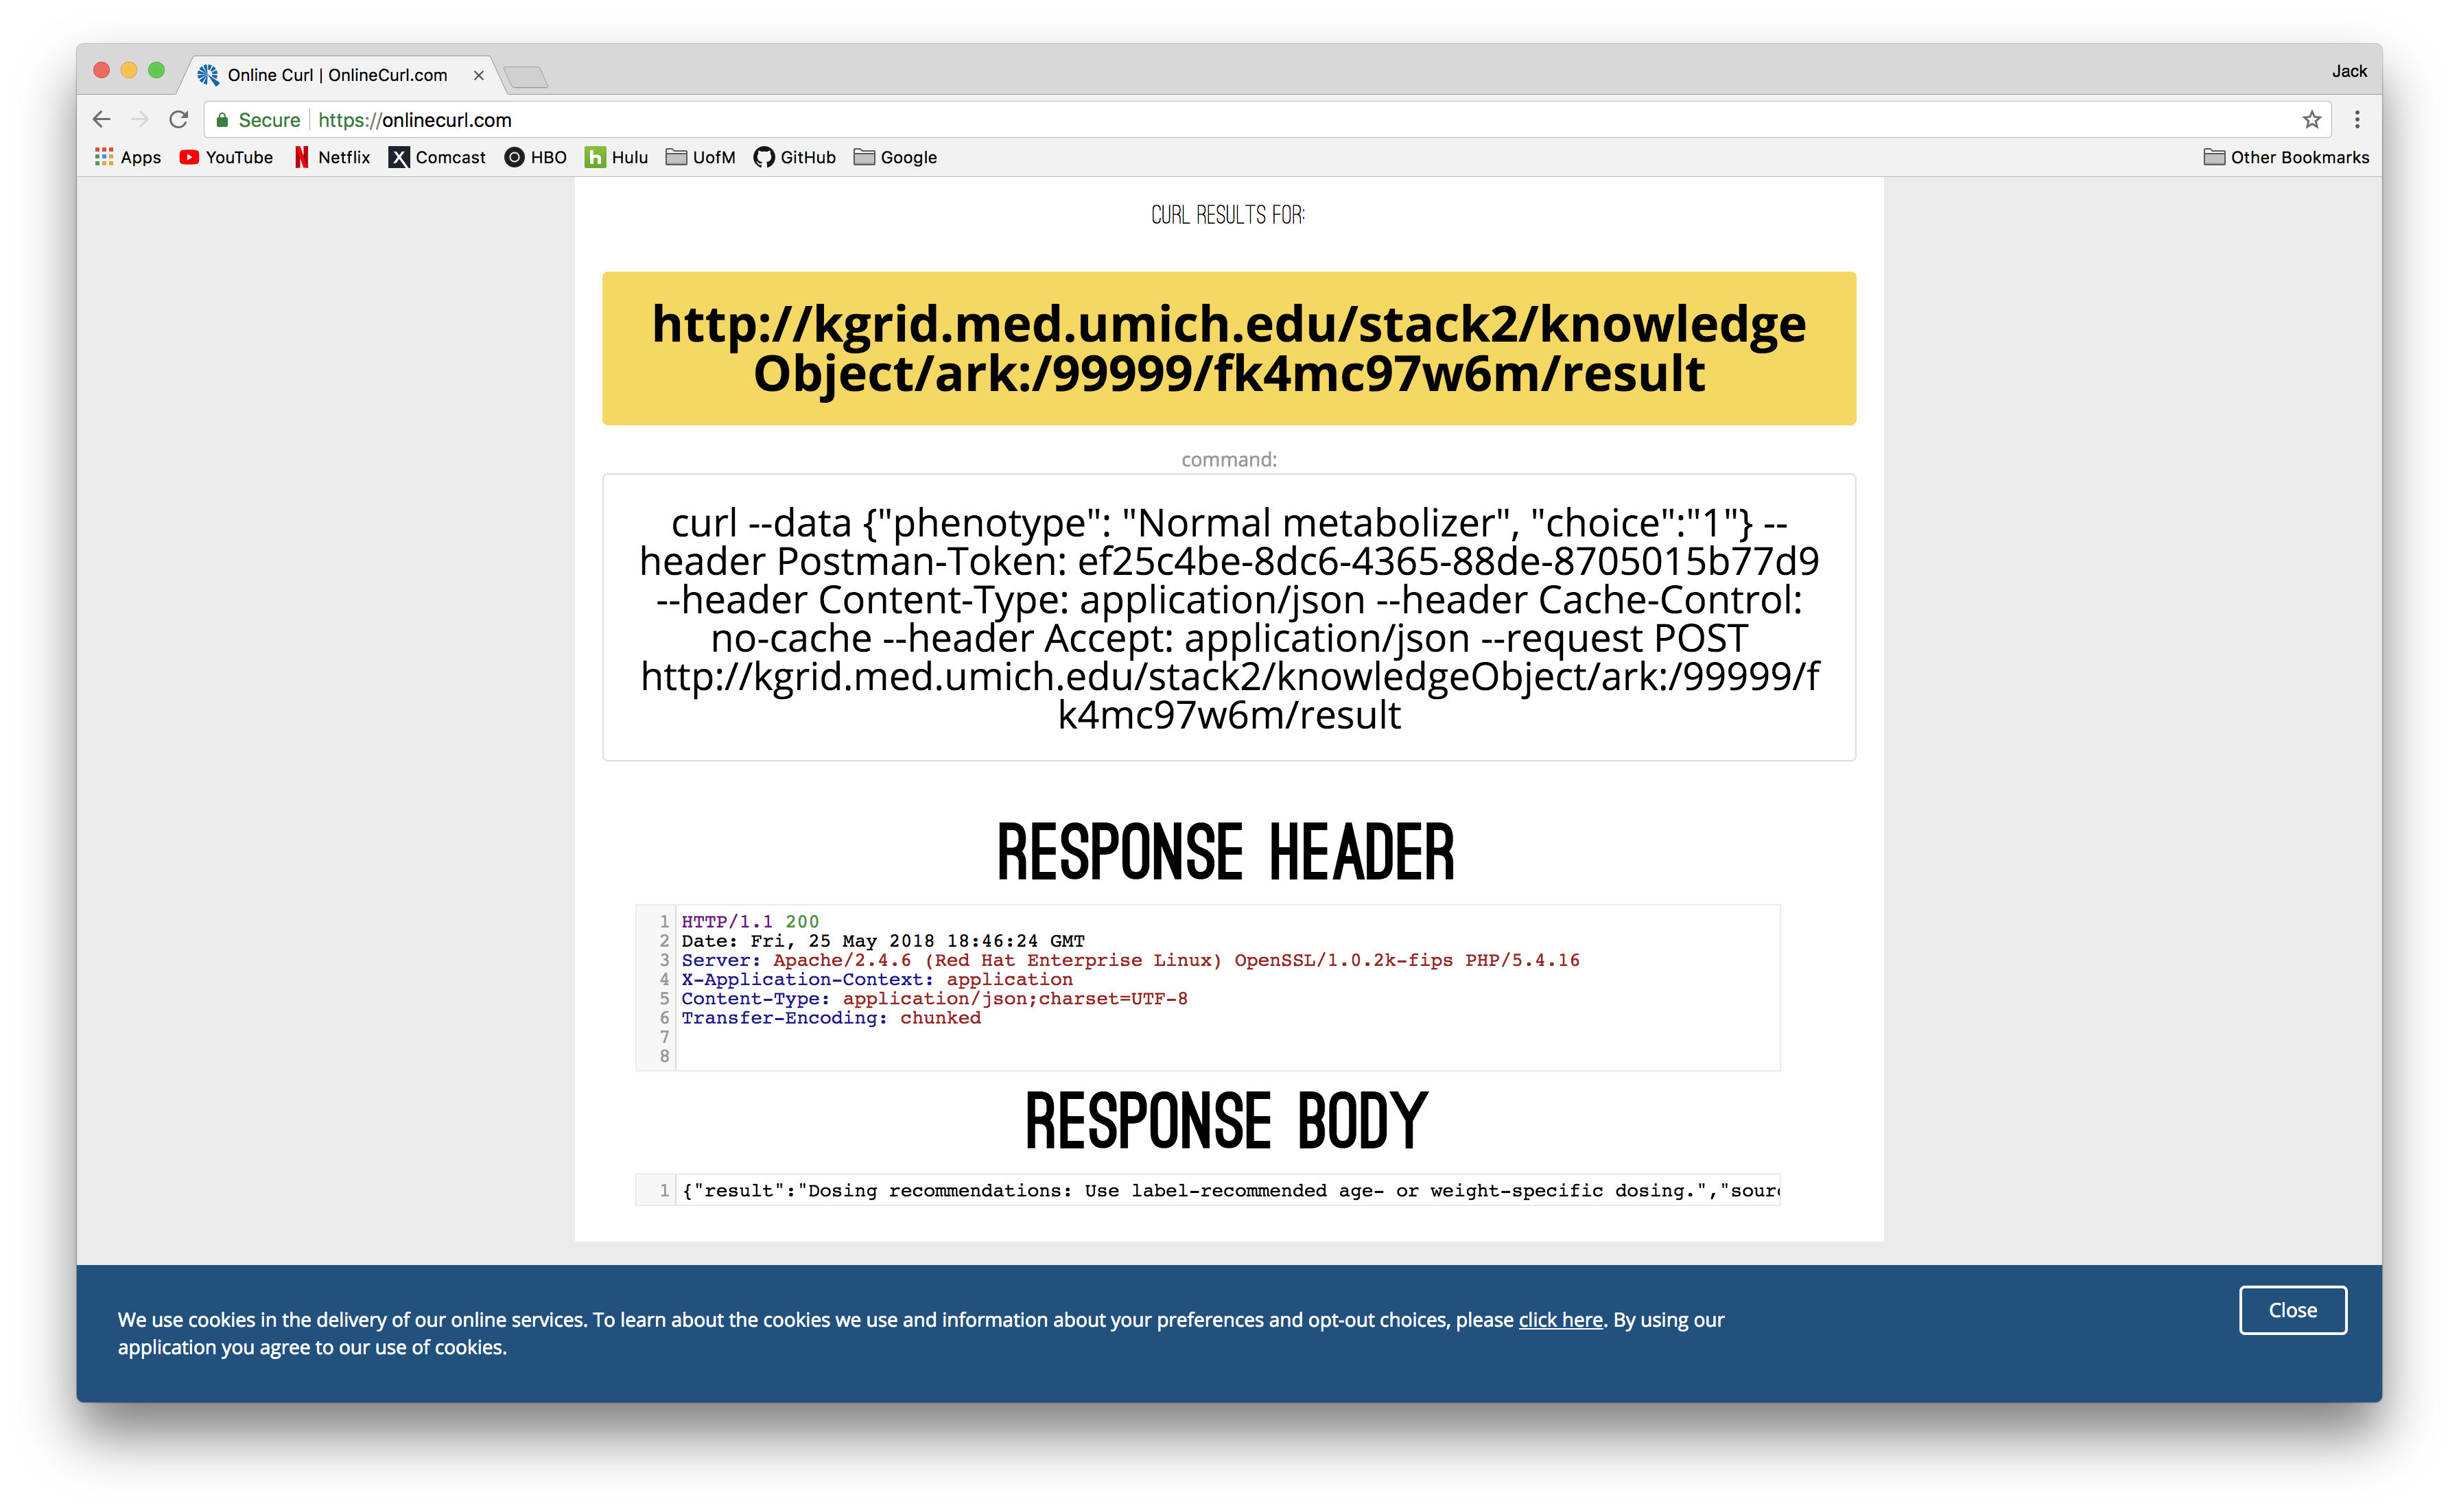 Online Curl | OnlineCurl.com
Jack
Secure https://onlinecurl.com
Apps YouTube Netflix Comcast HBO Hulu UofM GitHub Google Other Bookmarks
CURL RESULTS FOR:
http://kgrid.med.umich.edu/stack2/knowledge
Object/ark:/99999/fk4mc97w6m/result
command:
curl --data {"phenotype": "Normal metabolizer", "choice":"1"} --
header Postman-Token: ef25c4be-8dc6-4365-88de-8705015b77d9
--header Content-Type: application/json --header Cache-Control:
no-cache --header Accept: application/json --request POST
http://kgrid.med.umich.edu/stack2/knowledgeObject/ark:/99999/f
k4mc97w6m/result
RESPONSE HEADER
1 HTTP/1.1 200
2 Date: Fri, 25 May 2018 18:46:24 GMT
3 Server: Apache/2.4.6 (Red Hat Enterprise Linux) OpenSSL/1.0.2k-fips PHP/5.4.16
4 X-Application-Context: application
5 Content-Type: application/json;charset=UTF-8
6 Transfer-Encoding: chunked
7
8
RESPONSE BODY
1 {"result":"Dosing recommendations: Use label-recommended age- or weight-specific dosing.","sour
We use cookies in the delivery of our online services. To learn about the cookies we use and information about your preferences and opt-out choices, please click here. By using our
application you agree to our use of cookies.
Close